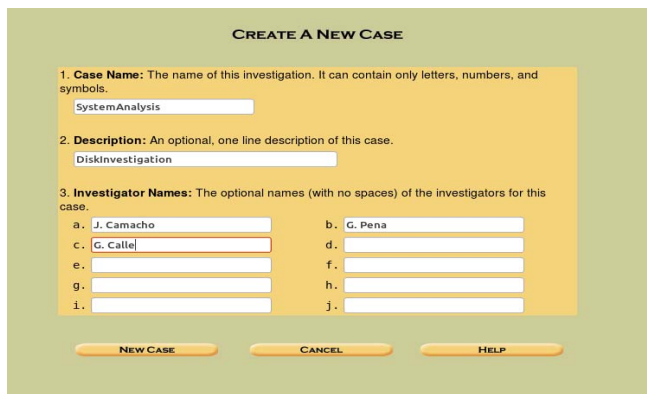 CREATE A NEW CASE
1. Case Name: The name of this investigation. It can contain only letters, numbers, and
symbols.
SystemAnalysis
2. Description: An optional, one line description of this case.
DiskInvestigation
3. Investigator Names: The optional names (with no spaces) of the investigators for this
case.
a. J. Camacho b. G. Pena
c. G. Calle d.
e. f.
g. h.
i. j.
NEW CASE CANCEL HELP